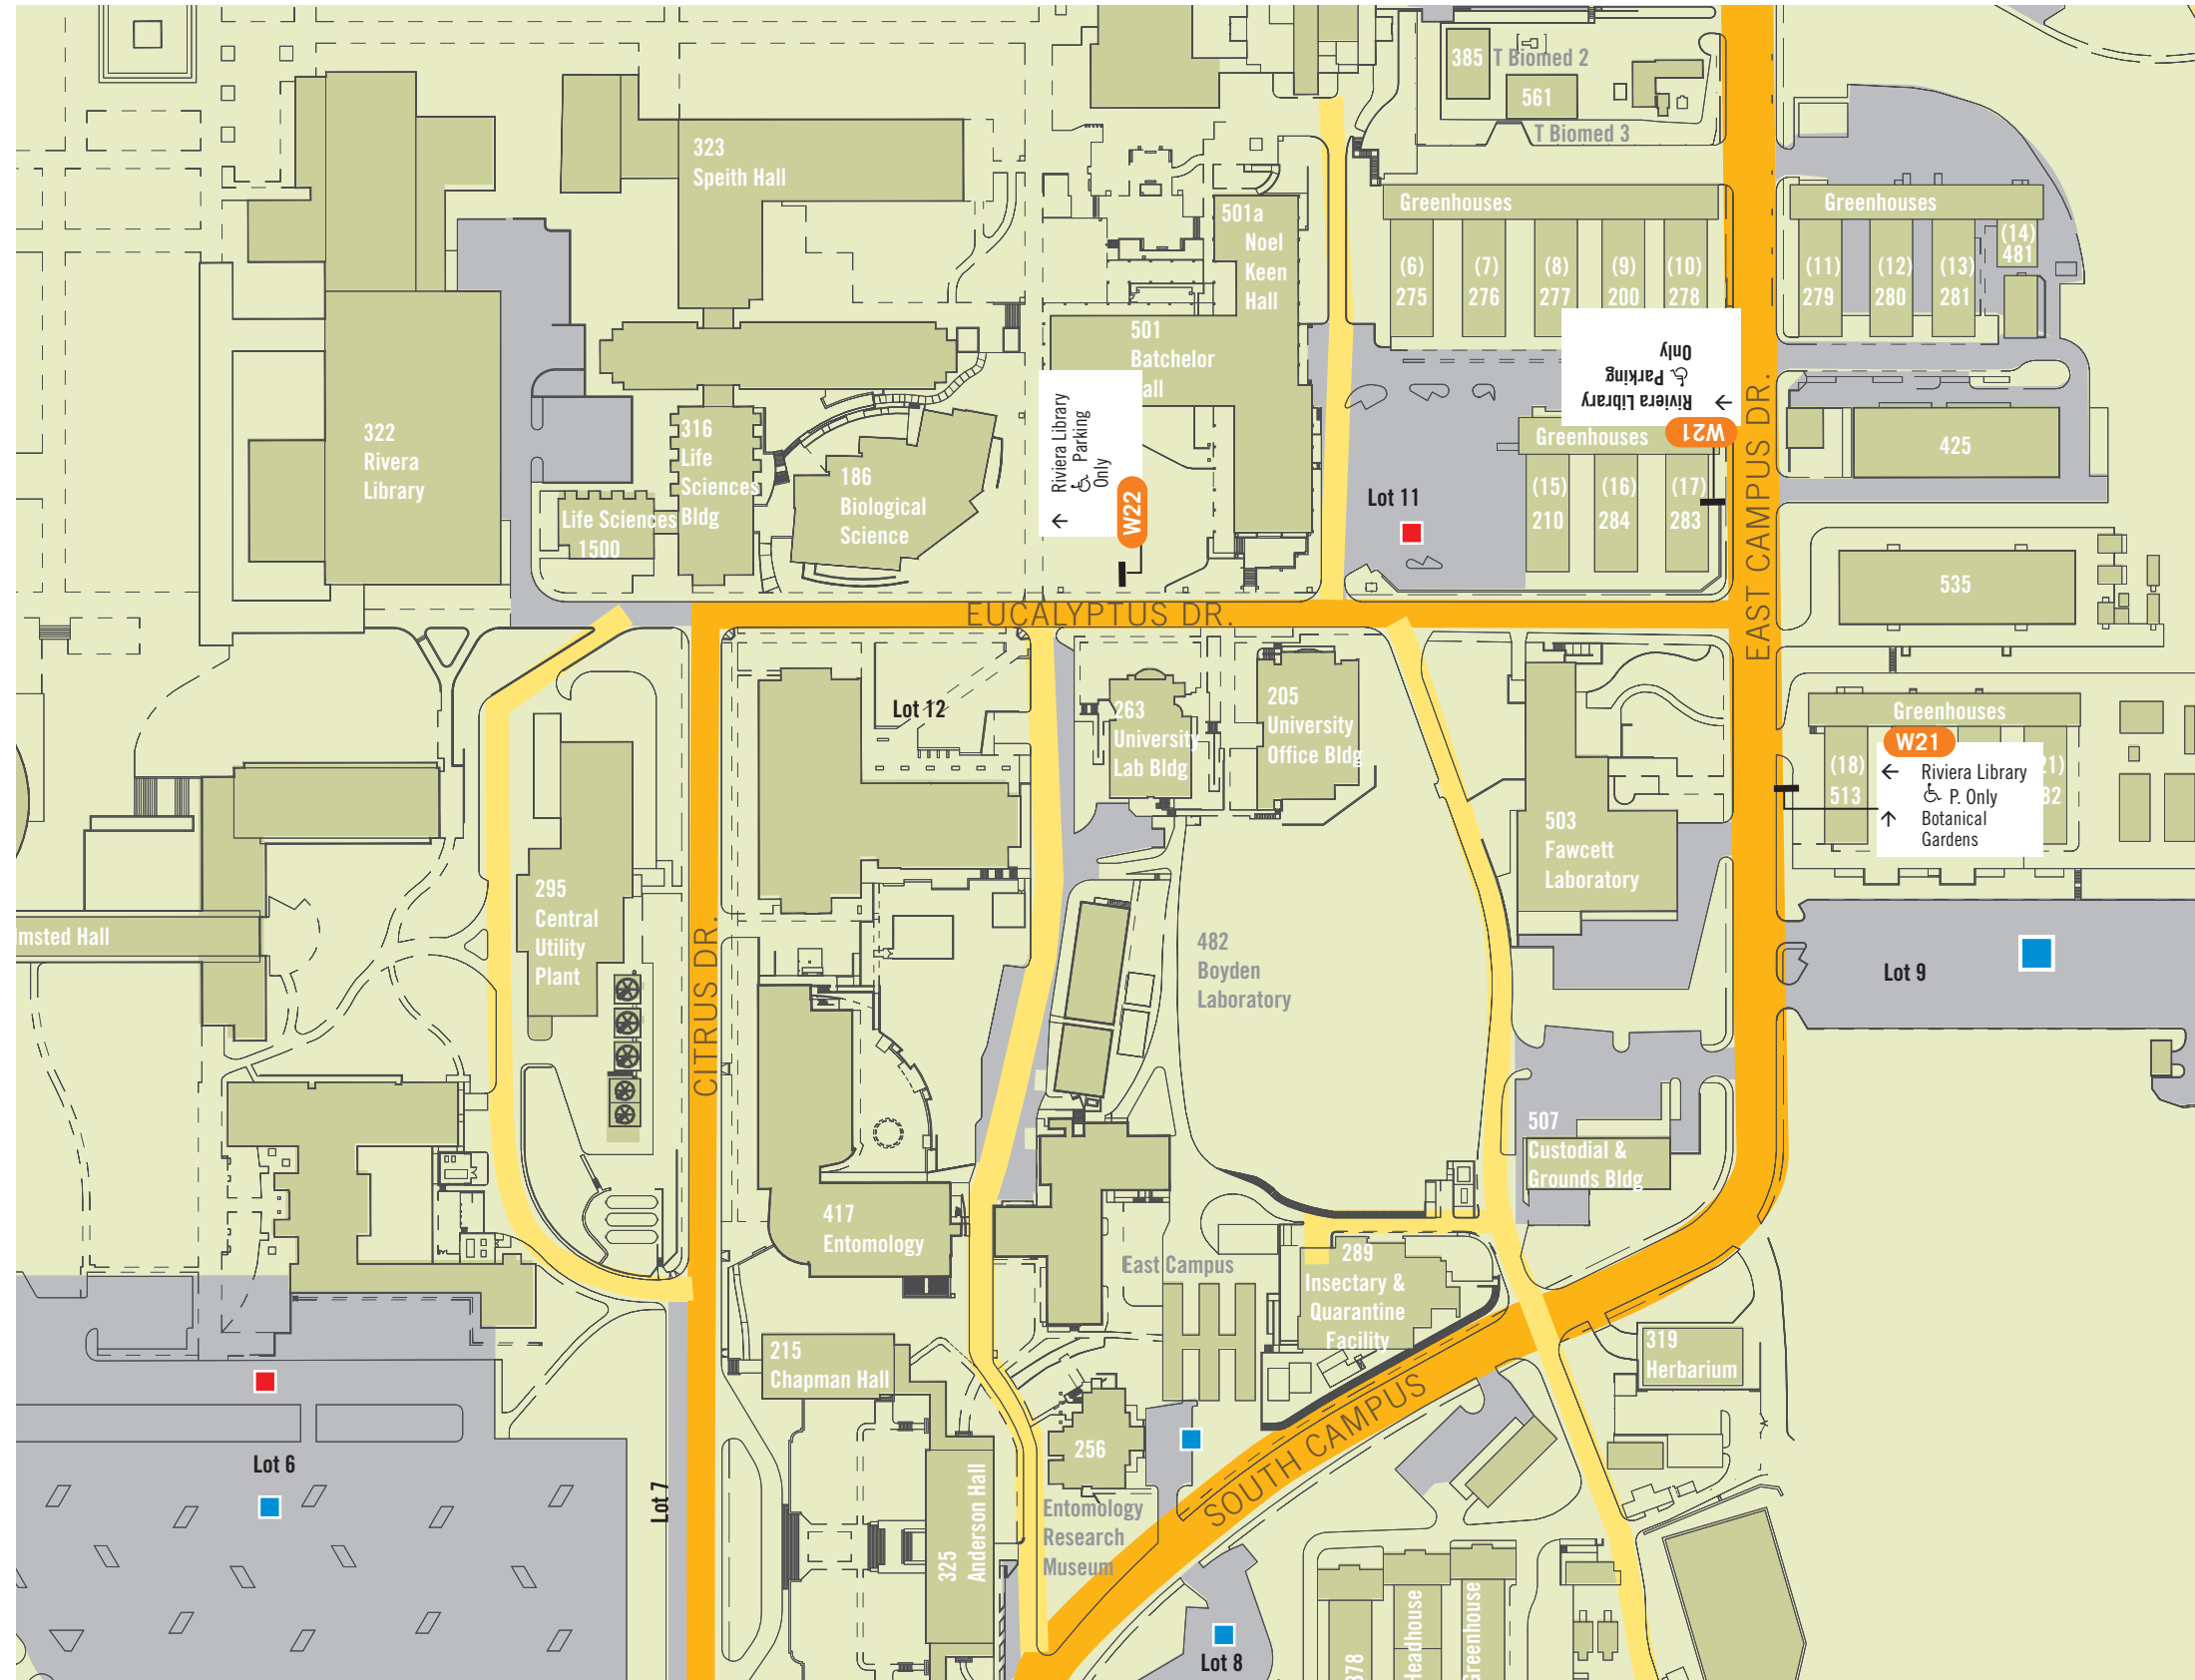 385
T Biomed 2
561
T Biomed 3
323
Speith Hall
501a
Noel
Keen
Hall
Greenhouses
(6)
275
(7)
276
(8)
277
(9)
200
(10)
278
Greenhouses
(11)
279
(12)
280
(13)
281
(14)
481
501
Batchelor
all
Riviera Library
Parking
Only
←
W22
Riviera Library
Parking
Only
→
W21
Greenhouses
(15)
210
(16)
284
(17)
283
Lot 11
425
535
322
Rivera
Library
316
Life
Sciences
Bldg
Life Sciences
1500
186
Biological
Science
EUCALYPTUS DR.
EAST CAMPUS DR.
Lot 12
263
University
Lab Bldg
205
University
Office Bldg
503
Fawcett
Laboratory
Greenhouses
(18)
513
21)
82
W21
← Riviera Library
P. Only
↑ Botanical
Gardens
Lot 9
295
Central
Utility
Plant
CITRUS DR.
lmsted Hall
482
Boyden
Laboratory
507
Custodial &
Grounds Bldg
417
Entomology
East Campus
289
Insectary &
Quarantine
Facility
319
Herbarium
215
Chapman Hall
256
Entomology
Research
Museum
SOUTH CAMPUS
325
Anderson Hall
Lot 6
Lot 7
Lot 8
378
Headhouse
Greenhouse